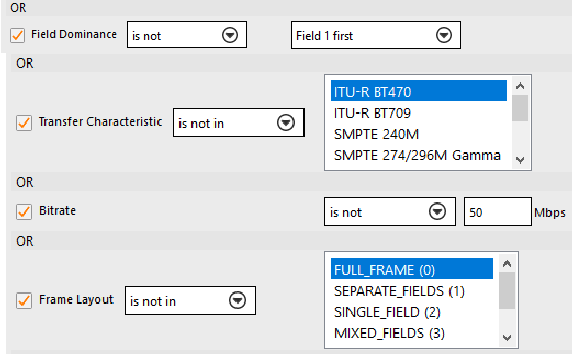 OR
Field Dominance is not Field 1 first
OR
Transfer Characteristic is not in
ITU-R BT470
ITU-R BT709
SMPTE 240M
SMPTE 274/296M Gamma
OR
Bitrate is not 50 Mbps
OR
Frame Layout is not in
FULL_FRAME (0)
SEPARATE_FIELDS (1)
SINGLE_FIELD (2)
MIXED_FIELDS (3)